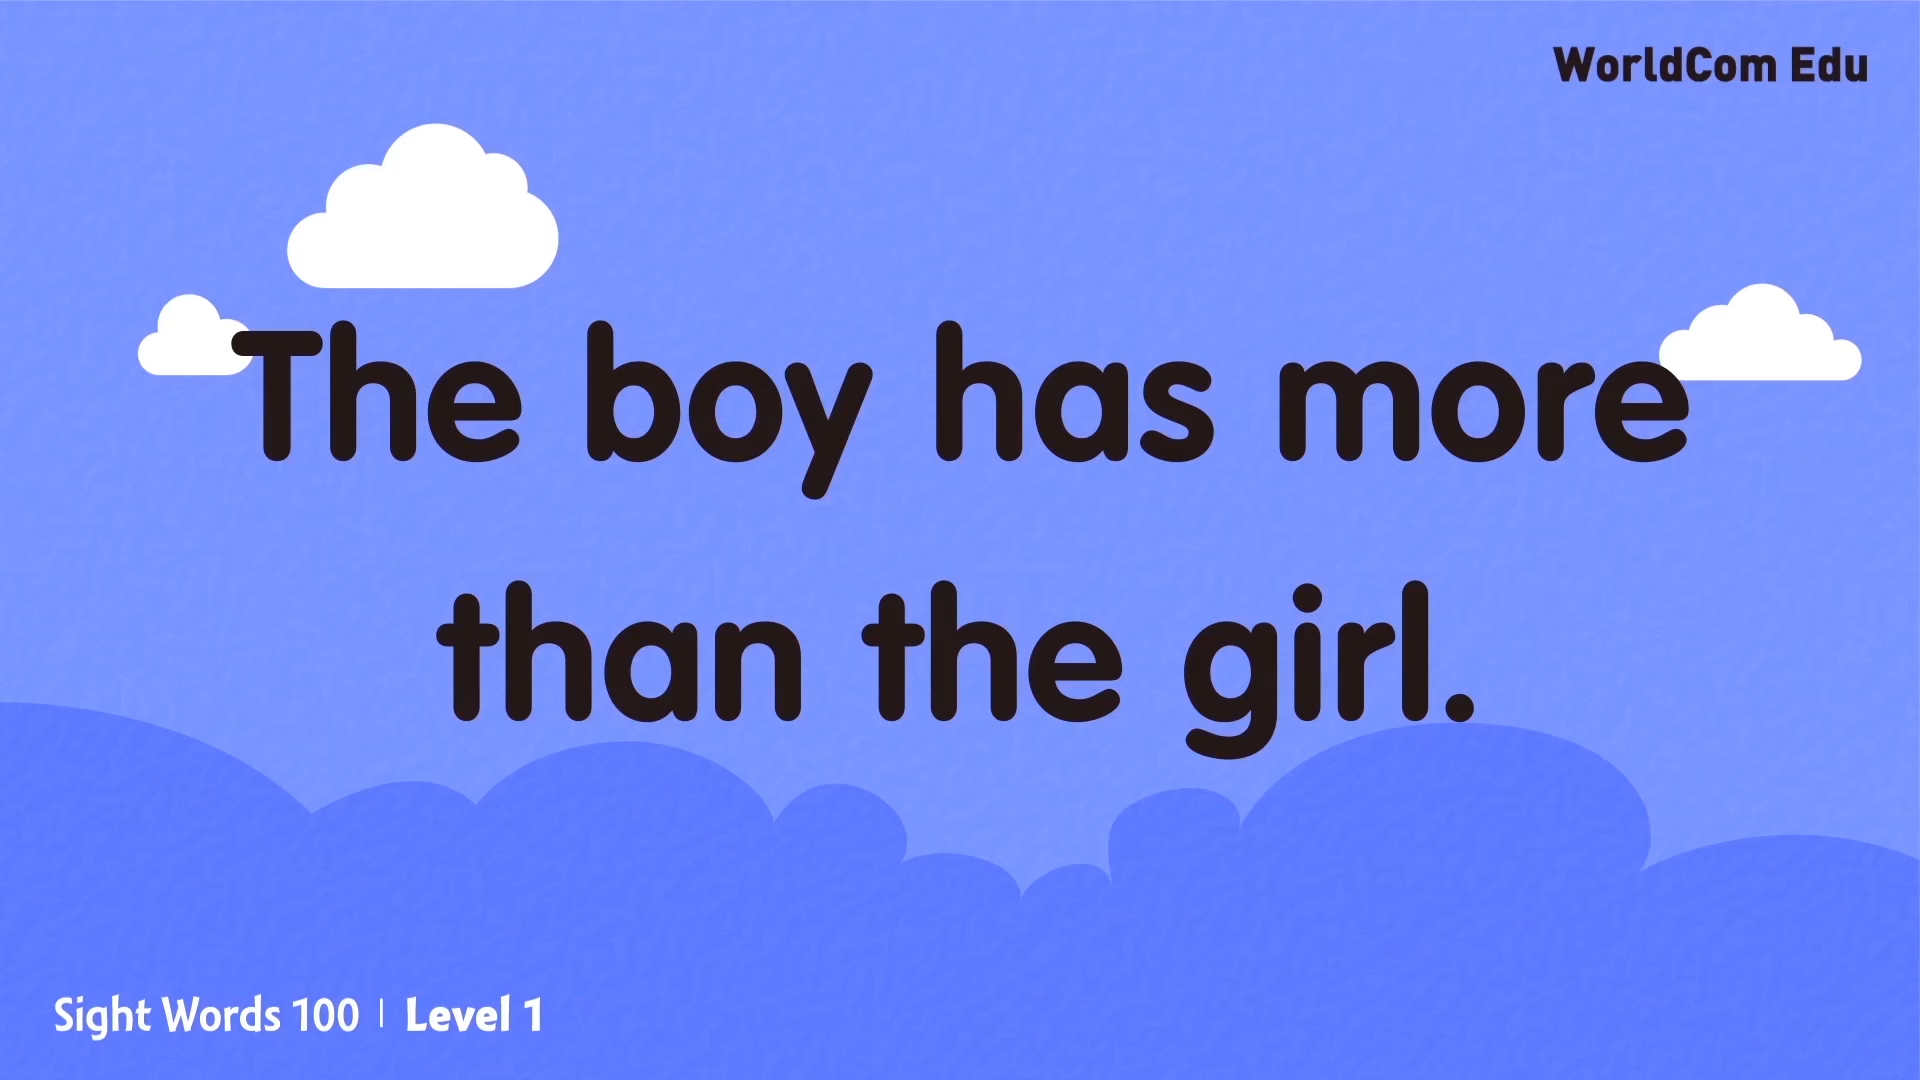 WorldCom Edu
The boy has more
than the girl.
Sight Words 100 | Level 1